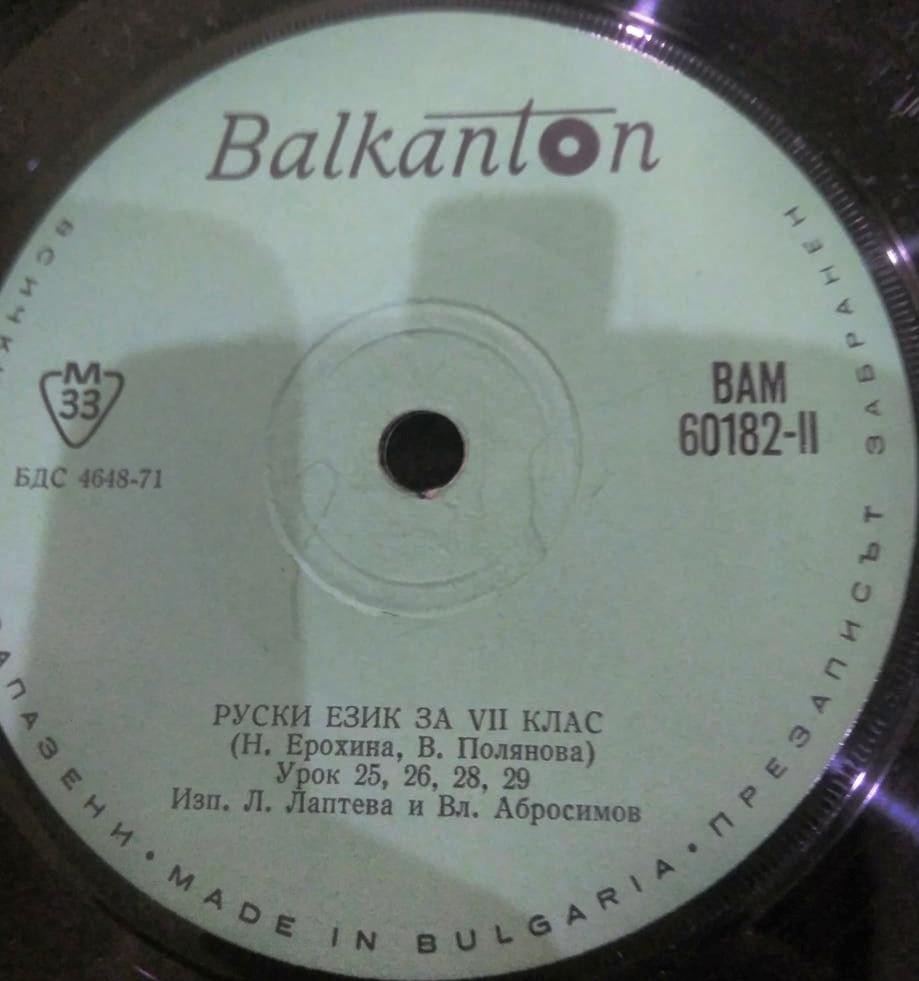 Balkanton
М
33
БДС 4648-71
ВАМ
60182-II
РУСКИ ЕЗИК ЗА VII КЛАС
(Н. Ерохина, В. Полянова)
Урок 25, 26, 28, 29
Изп. Л. Лаптева и Вл. Абросимов
MADE IN BULGARIA • ПРЕЗАПИСЪТ ЗАБРАНЕН